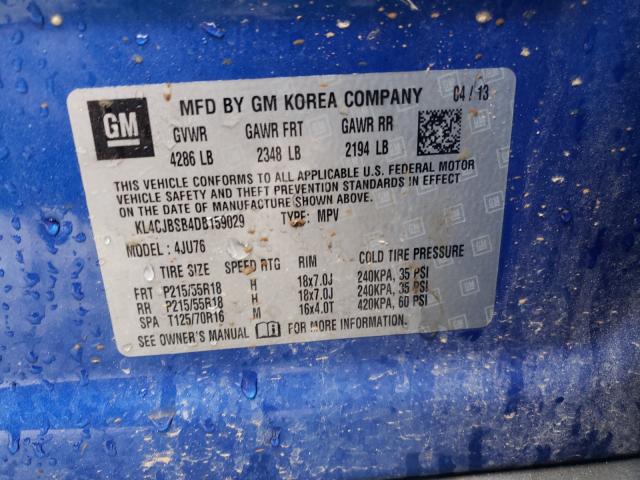 GM
MFD BY GM KOREA COMPANY 04 / 13
GVWR GAWR FRT GAWR RR
4286 LB 2348 LB 2194 LB
THIS VEHICLE CONFORMS TO ALL APPLICABLE U.S. FEDERAL MOTOR
VEHICLE SAFETY AND THEFT PREVENTION STANDARDS IN EFFECT
ON THE DATE OF MANUFACTURE SHOWN ABOVE.
KL4CJBSB4DB159029 TYPE: MPV
MODEL: 4JU76
TIRE SIZE SPEED RTG RIM COLD TIRE PRESSURE
FRT P215/55R18 H 18x7.0J 240KPA, 35 PSI
RR P215/55R18 H 18x7.0J 240KPA, 35 PSI
SPA T125/70R16 M 16x4.0T 420KPA, 60 PSI
SEE OWNER'S MANUAL FOR MORE INFORMATION.